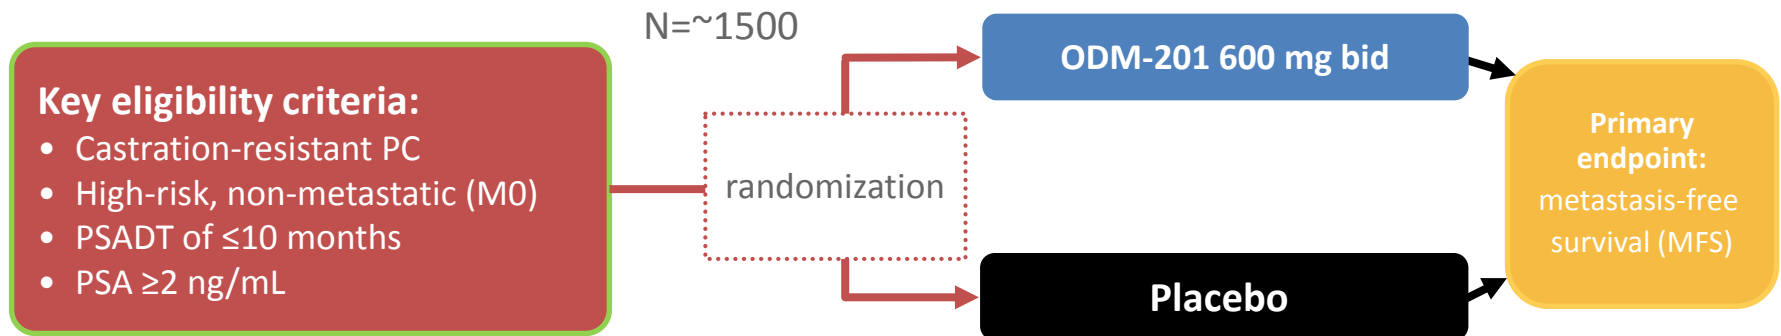 N=~1500
Key eligibility criteria:
• Castration-resistant PC
• High-risk, non-metastatic (M0)
• PSADT of ≤10 months
• PSA ≥2 ng/mL
randomization
ODM-201 600 mg bid
Placebo
Primary
endpoint:
metastasis-free
survival (MFS)